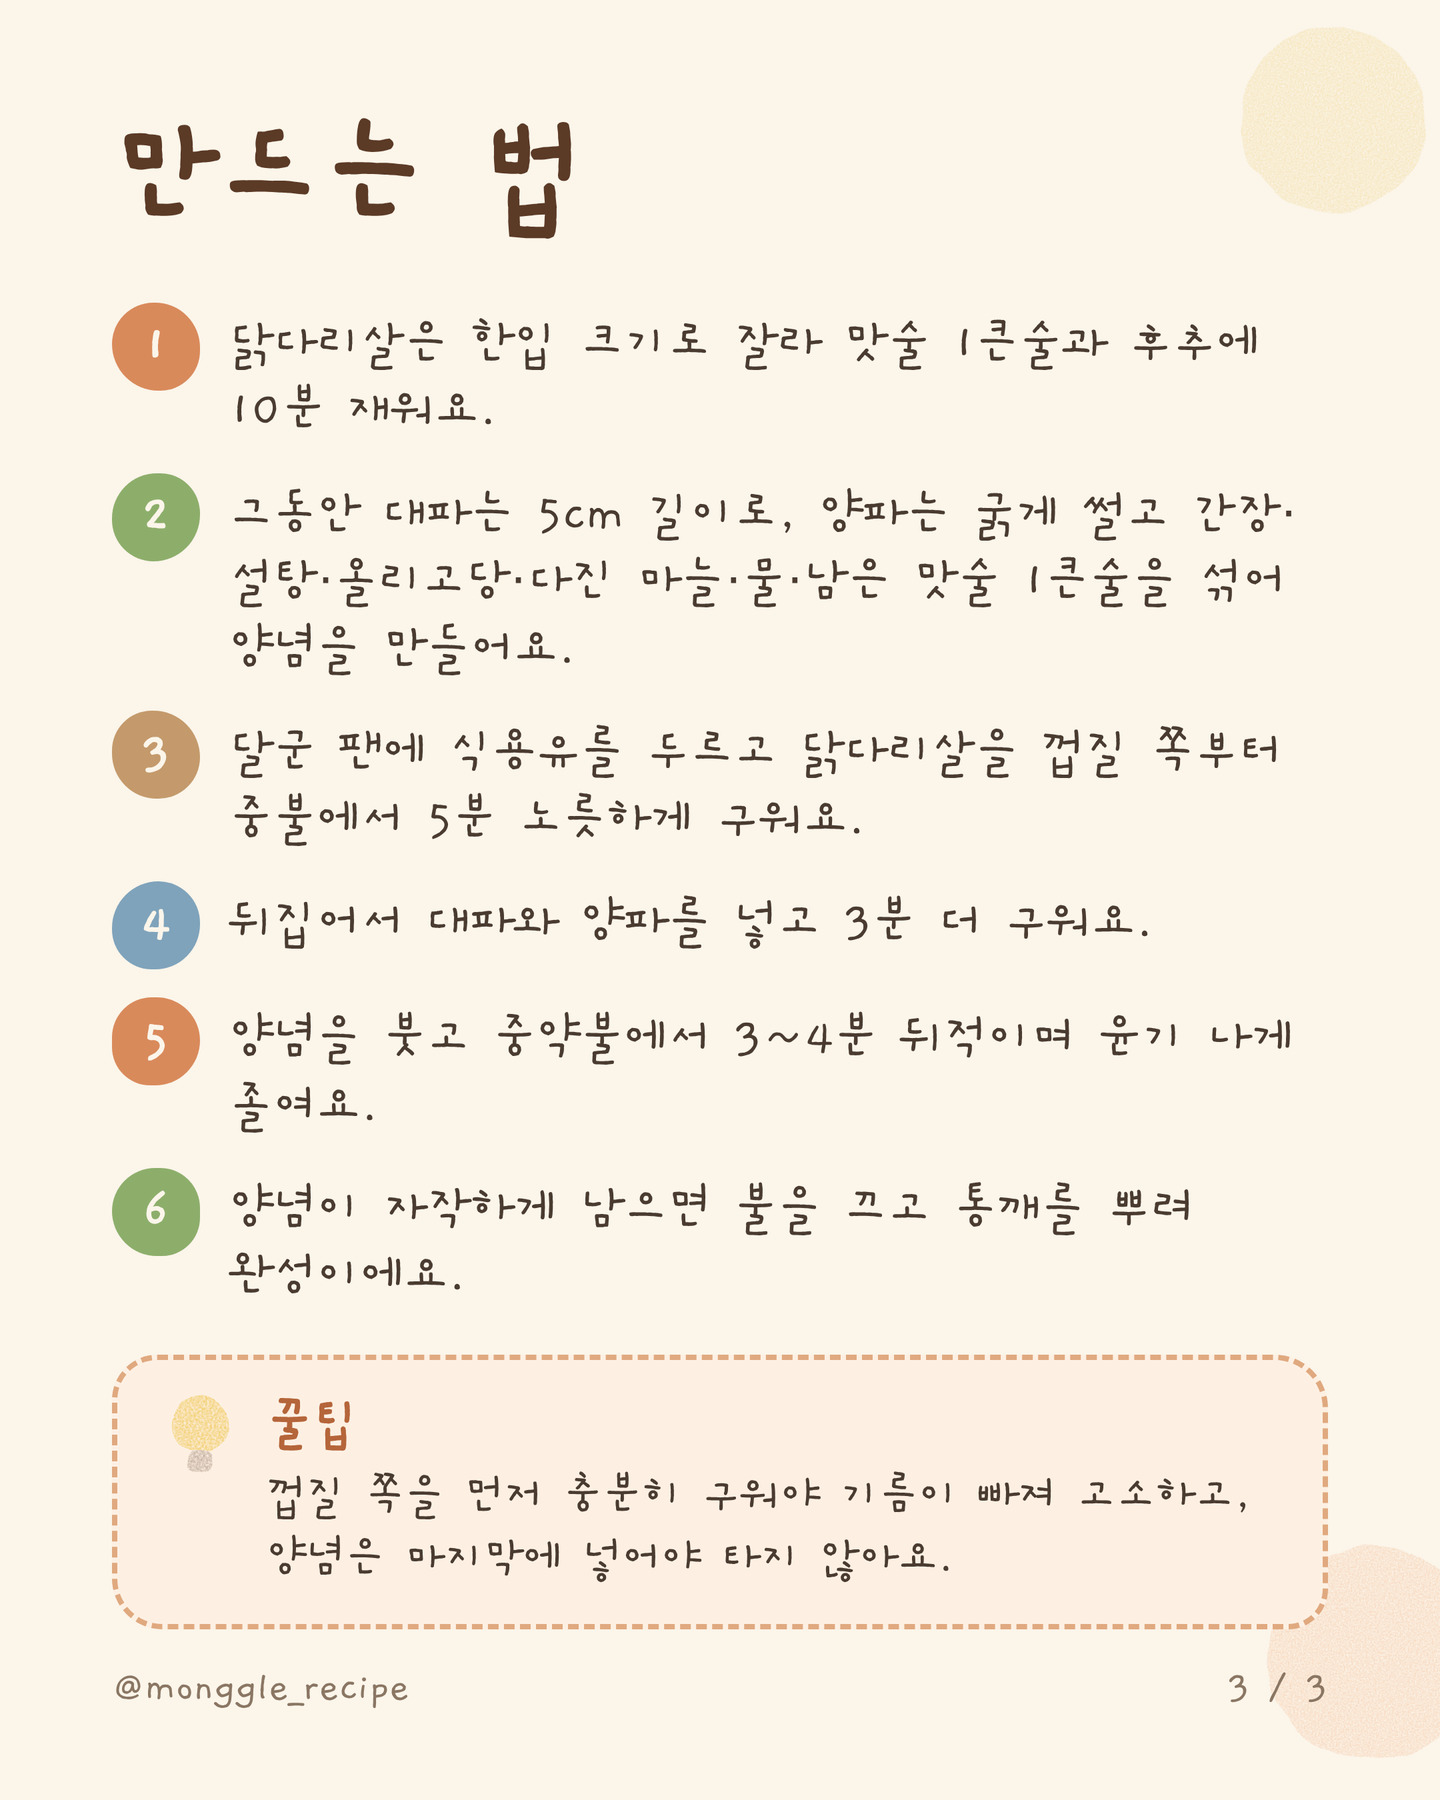 만드는 법
1 닭다리살은 한입 크기로 잘라 맛술 1큰술과 후추에
10분 재워요.
2 그동안 대파는 5cm 길이로, 양파는 굵게 썰고 간장·
설탕·올리고당·다진 마늘·물·남은 맛술 1큰술을 섞어
양념을 만들어요.
3 달군 팬에 식용유를 두르고 닭다리살을 껍질 쪽부터
중불에서 5분 노릇하게 구워요.
4 뒤집어서 대파와 양파를 넣고 3분 더 구워요.
5 양념을 붓고 중약불에서 3~4분 뒤적이며 윤기 나게
졸여요.
6 양념이 자작하게 남으면 불을 끄고 통깨를 뿌려
완성이에요.
꿀팁
껍질 쪽을 먼저 충분히 구워야 기름이 빠져 고소하고,
양념은 마지막에 넣어야 타지 않아요.
@monggle_recipe
3 / 3